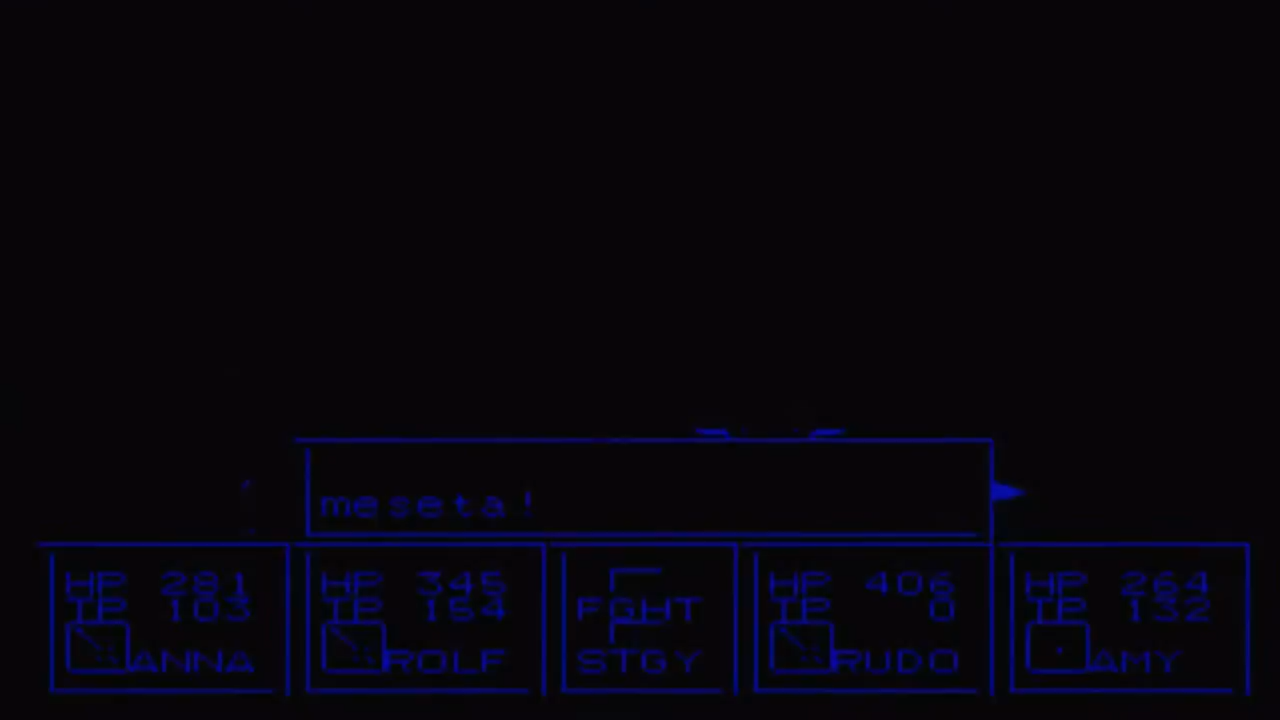 meseta!
HP 281
TP 103
ANNA
HP 345
TP 154
ROLF
FGHT
STGY
HP 406
TP 0
RUDO
HP 264
TP 132
AMY